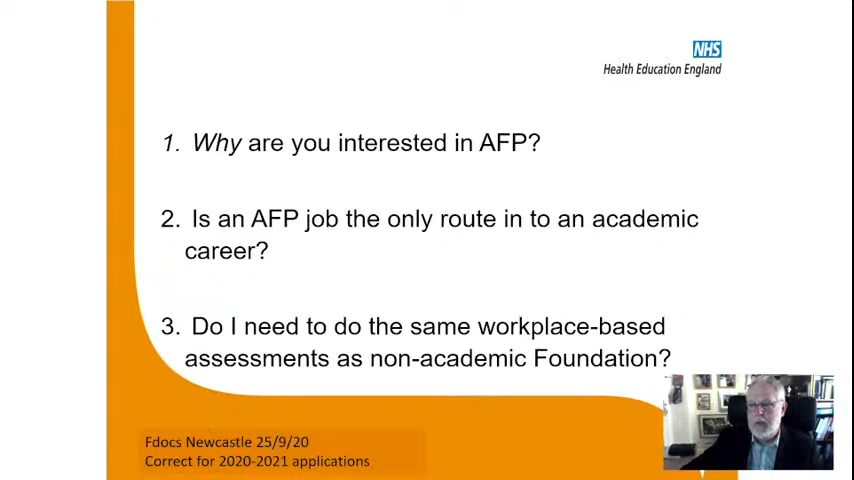 NHS
Health Education England
1. Why are you interested in AFP?
2. Is an AFP job the only route in to an academic
career?
3. Do I need to do the same workplace-based
assessments as non-academic Foundation?
Fdocs Newcastle 25/9/20
Correct for 2020-2021 applications